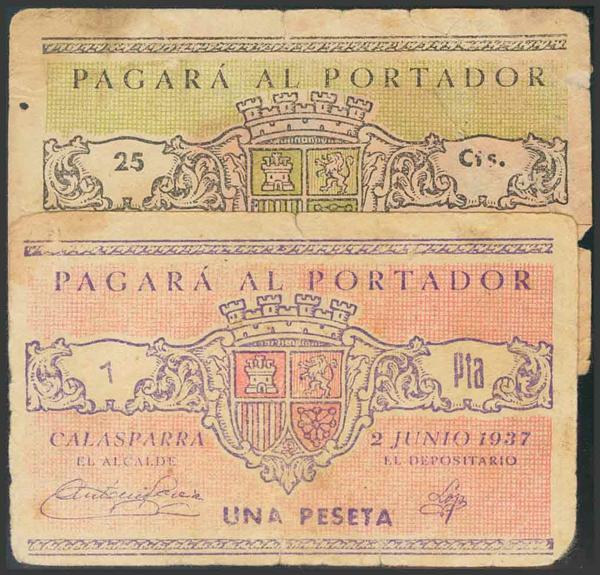 PAGARÁ AL PORTADOR
25 Cts.
PAGARÁ AL PORTADOR
1 Pta
CALASPARRA 2 JUNIO 1937
EL ALCALDE EL DEPOSITARIO
UNA PESETA